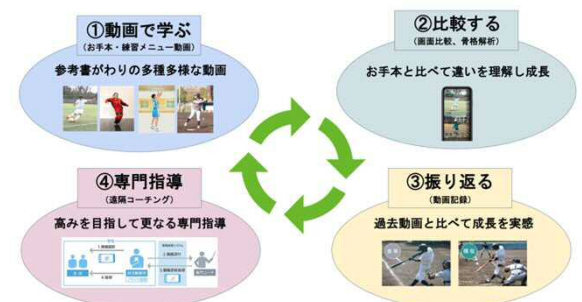 ①動画で学ぶ
(お手本・練習メニュー動画)
参考書がわりの多種多様な動画
②比較する
(画面比較、骨格解析)
お手本と比べて違いを理解し成長
④専門指導
(遠隔コーチング)
高みを目指して更なる専門指導
③振り返る
(動画記録)
過去動画と比べて成長を実感